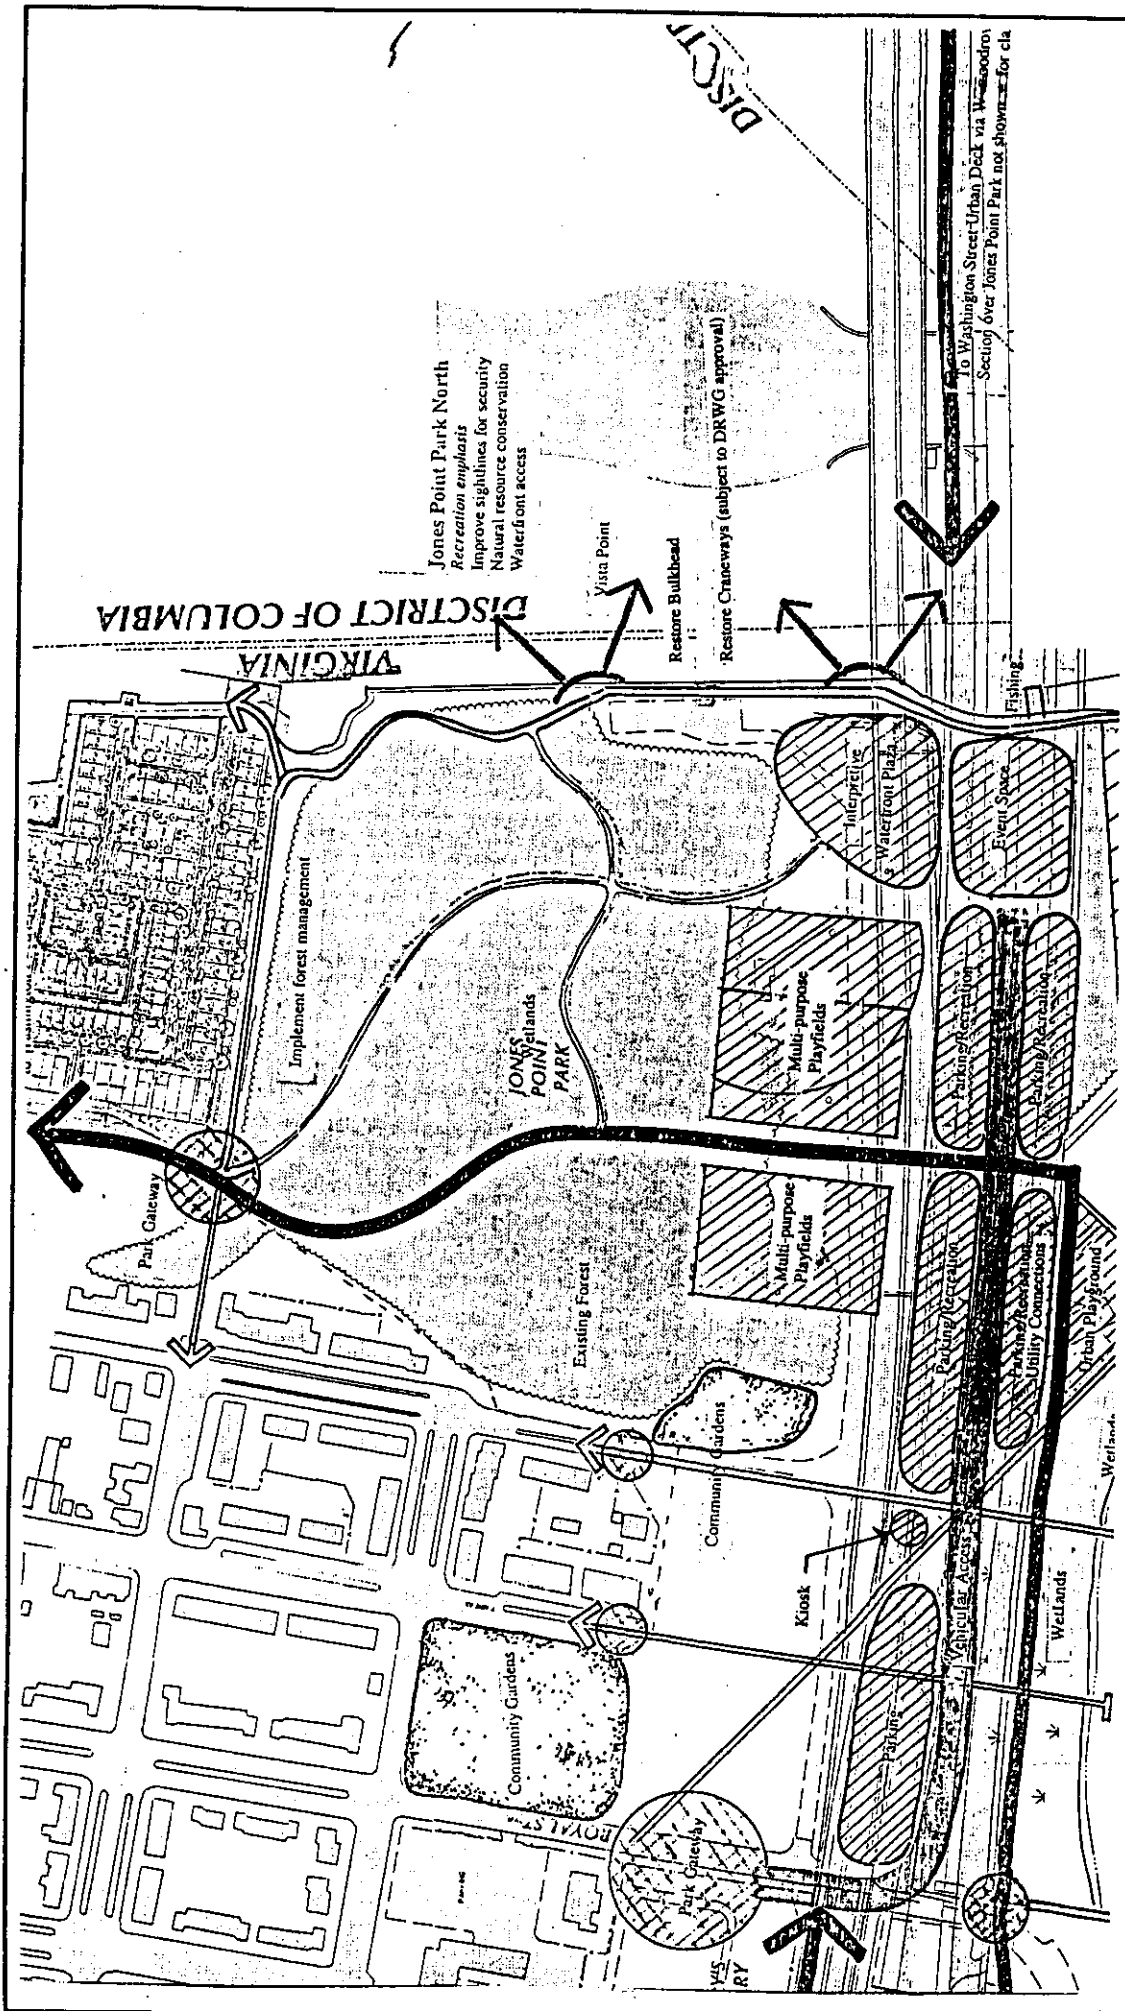 DISCTI
DISCTI
To Washington Street Urban Deck via W
Section over Jones Point Park not shown for cla
Jones Point Park North
Recreation emphasis
Improve sightlines for security
Natural resource conservation
Waterfront access
DISCTRICT OF COLUMBIA
VIRGINIA
Vista Point
Restore Bulkhead
Restore Craneways (subject to DRWG approval)
Fishing
Implement forest management
Interpretive
Waterfront Plaza
Event Space
JONES
POINT
PARK
Wetlands
Multi-purpose
Playfields
Parking/Recreation
Parking/Recreation
Park Gateway
Existing Forest
Multi-purpose
Playfields
Parking/Recreation
Parking/Recreation
Utility Connections
Urban Playground
Community Gardens
Kiosk
Vehicular Access
Wetlands
Wetlands
Community Gardens
Parking
ROYAL ST
Park Gateway
RY